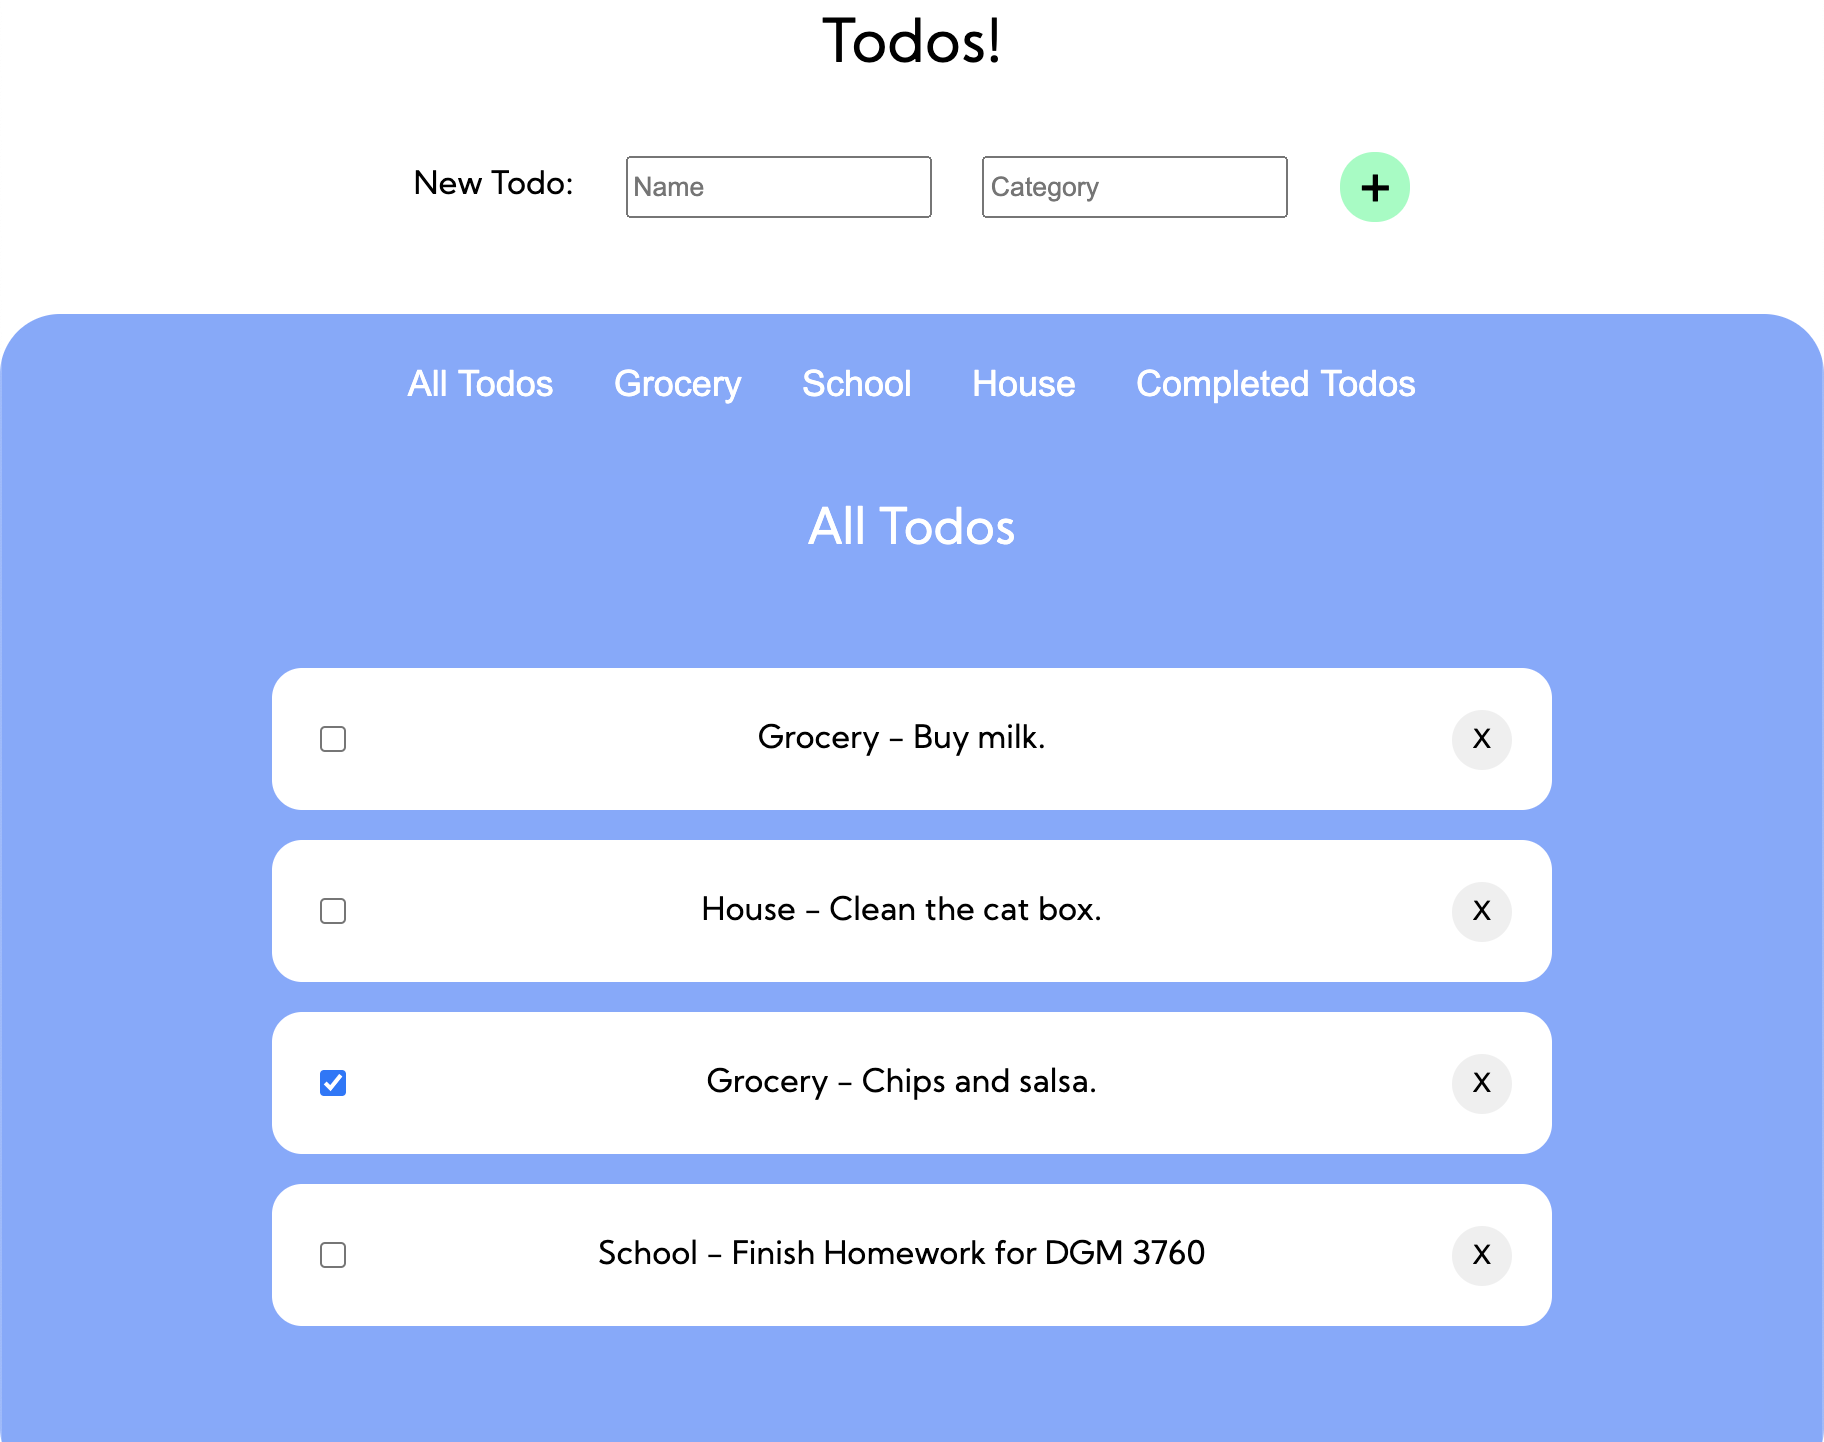 Todos!
New Todo: Name Category +
All Todos Grocery School House Completed Todos
All Todos
Grocery - Buy milk. X
House - Clean the cat box. X
Grocery - Chips and salsa. X
School - Finish Homework for DGM 3760 X